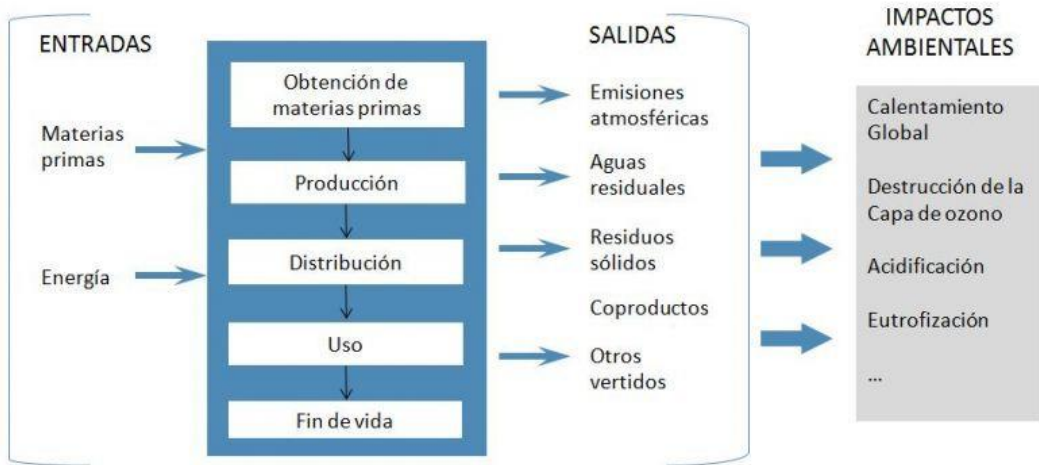 ENTRADAS
Materias
primas
Energía
Obtención de
materias primas
Producción
Distribución
Uso
Fin de vida
SALIDAS
Emisiones
atmosféricas
Aguas
residuales
Residuos
sólidos
Coproductos
Otros
vertidos
IMPACTOS
AMBIENTALES
Calentamiento
Global
Destrucción de la
Capa de ozono
Acidificación
Eutrofización
...